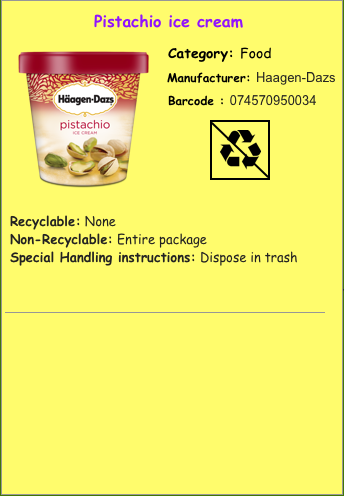 Pistachio ice cream
Category: Food
Manufacturer: Haagen-Dazs
Barcode : 074570950034
Häagen-Dazs
pistachio
ICE CREAM
Recyclable: None
Non-Recyclable: Entire package
Special Handling instructions: Dispose in trash